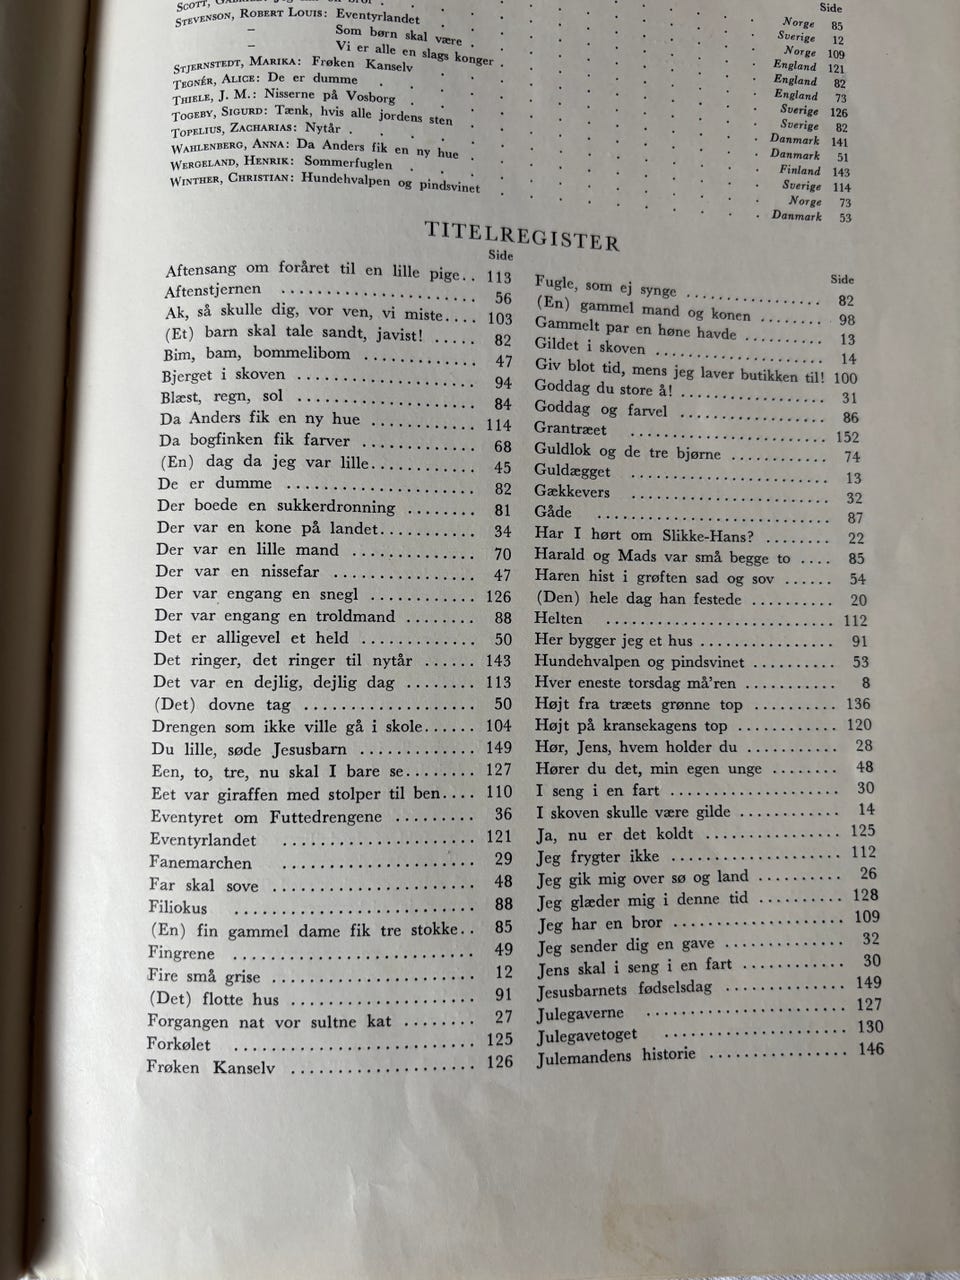 Side
Norge 85
Sverige 12
SCOTT, GABRIEL: Jeg har en bror . . . Norge 109
STEVENSON, ROBERT LOUIS: Eventyrlandet . . . England 121
— Som børn skal være . . . England 82
— Vi er alle en slags konger . . . England 73
STJERNSTEDT, MARIKA: Frøken Kanselv . . . Sverige 126
TEGNÉR, ALICE: De er dumme . . . Sverige 82
THIELE, J. M.: Nisserne på Vosborg . . . Danmark 141
TOGEBY, SIGURD: Tænk, hvis alle jordens sten . . . Danmark 51
TOPELIUS, ZACHARIAS: Nytår . . . Finland 143
WAHLENBERG, ANNA: Da Anders fik en ny hue . . . Sverige 114
WERGELAND, HENRIK: Sommerfuglen . . . Norge 73
WINTHER, CHRISTIAN: Hundehvalpen og pindsvinet . . . Danmark 53
TITELREGISTER
Side
Aftensang om foråret til en lille pige.. 113
Aftenstjernen ........ 56
Ak, så skulle dig, vor ven, vi miste.... 103
(Et) barn skal tale sandt, javist! ..... 82
Bim, bam, bommelibom ........ 47
Bjerget i skoven ........ 94
Blæst, regn, sol ........ 84
Da Anders fik en ny hue ........ 114
Da bogfinken fik farver ........ 68
(En) dag da jeg var lille........ 45
De er dumme ........ 82
Der boede en sukkerdronning ........ 81
Der var en kone på landet........ 34
Der var en lille mand ........ 70
Der var en nissefar ........ 47
Der var engang en snegl ........ 126
Der var engang en troldmand ........ 88
Det er alligevel et held ........ 50
Det ringer, det ringer til nytår ...... 143
Det var en dejlig, dejlig dag ........ 113
(Det) dovne tag ........ 50
Drengen som ikke ville gå i skole...... 104
Du lille, søde Jesusbarn ........ 149
Een, to, tre, nu skal I bare se........ 127
Eet var giraffen med stolper til ben.... 110
Eventyret om Futtedrengene ......... 36
Eventyrlandet ........ 121
Fanemarchen ........ 29
Far skal sove ........ 48
Filiokus ........ 88
(En) fin gammel dame fik tre stokke.. 85
Fingrene ........ 49
Fire små grise ........ 12
(Det) flotte hus ........ 91
Forgangen nat vor sultne kat ........ 27
Forkølet ........ 125
Frøken Kanselv ........ 126
Side
Fugle, som ej synge ........ 82
(En) gammel mand og konen ........ 98
Gammelt par en høne havde ........ 13
Gildet i skoven ........ 14
Giv blot tid, mens jeg laver butikken til! 100
Goddag du store å! ........ 31
Goddag og farvel ........ 86
Grantræet ........ 152
Guldlok og de tre bjørne ........ 74
Guldægget ........ 13
Gækkevers ........ 32
Gåde ........ 87
Har I hørt om Slikke-Hans? ........ 22
Harald og Mads var små begge to .... 85
Haren hist i grøften sad og sov ...... 54
(Den) hele dag han festede .......... 20
Helten ........ 112
Her bygger jeg et hus ........ 91
Hundehvalpen og pindsvinet .......... 53
Hver eneste torsdag må'ren ........ 8
Højt fra træets grønne top .......... 136
Højt på kransekagens top ........ 120
Hør, Jens, hvem holder du ........ 28
Hører du det, min egen unge ........ 48
I seng i en fart ........ 30
I skoven skulle være gilde ........ 14
Ja, nu er det koldt ........ 125
Jeg frygter ikke ........ 112
Jeg gik mig over sø og land .......... 26
Jeg glæder mig i denne tid .......... 128
Jeg har en bror ........ 109
Jeg sender dig en gave ........ 32
Jens skal i seng i en fart ........ 30
Jesusbarnets fødselsdag ........ 149
Julegaverne ........ 127
Julegavetoget ........ 130
Julemandens historie ........ 146